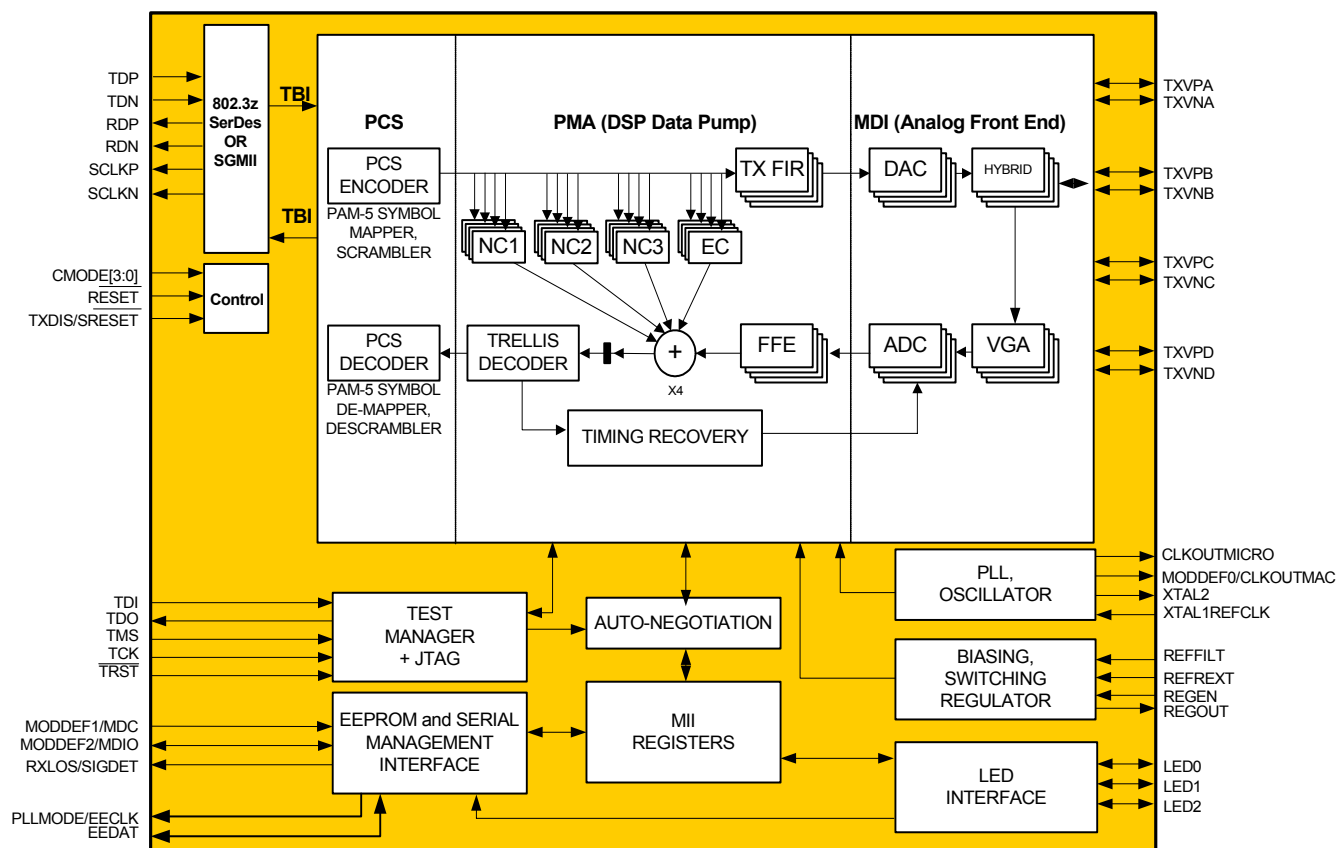 TDP
TDN
RDP
RDN
SCLKP
SCLKN
802.3z
SerDes
OR
SGMII
TBI
TBI
CMODE[3:0]
RESET
TXDIS/SRESET
Control
PCS
PMA (DSP Data Pump)
MDI (Analog Front End)
PCS
ENCODER
PAM-5 SYMBOL
MAPPER,
SCRAMBLER
NC1
NC2
NC3
EC
TX FIR
DAC
HYBRID
PCS
DECODER
PAM-5 SYMBOL
DE-MAPPER,
DESCRAMBLER
TRELLIS
DECODER
+
X4
FFE
ADC
VGA
TIMING RECOVERY
TXVPA
TXVNA
TXVPB
TXVNB
TXVPC
TXVNC
TXVPD
TXVND
TDI
TDO
TMS
TCK
TRST
TEST
MANAGER
+ JTAG
AUTO-NEGOTIATION
PLL,
OSCILLATOR
CLKOUTMICRO
MODDEF0/CLKOUTMAC
XTAL2
XTAL1REFCLK
BIASING,
SWITCHING
REGULATOR
REFFILT
REFREXT
REGEN
REGOUT
MODDEF1/MDC
MODDEF2/MDIO
RXLOS/SIGDET
PLLMODE/EECLK
EEDAT
EEPROM and SERIAL
MANAGEMENT
INTERFACE
MII
REGISTERS
LED
INTERFACE
LED0
LED1
LED2